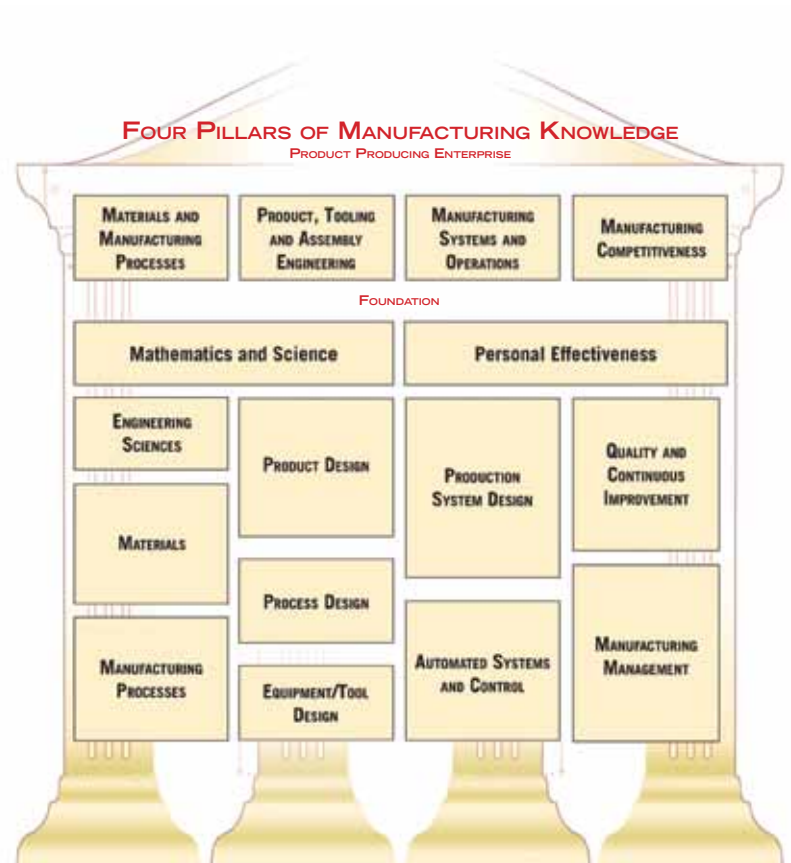 Four Pillars of Manufacturing Knowledge
Product Producing Enterprise
Materials and
Manufacturing
Processes
Product, Tooling
and Assembly
Engineering
Manufacturing
Systems and
Operations
Manufacturing
Competitiveness
Foundation
Mathematics and Science
Personal Effectiveness
Engineering
Sciences
Materials
Manufacturing
Processes
Product Design
Process Design
Equipment/Tool
Design
Production
System Design
Automated Systems
and Control
Quality and
Continuous
Improvement
Manufacturing
Management